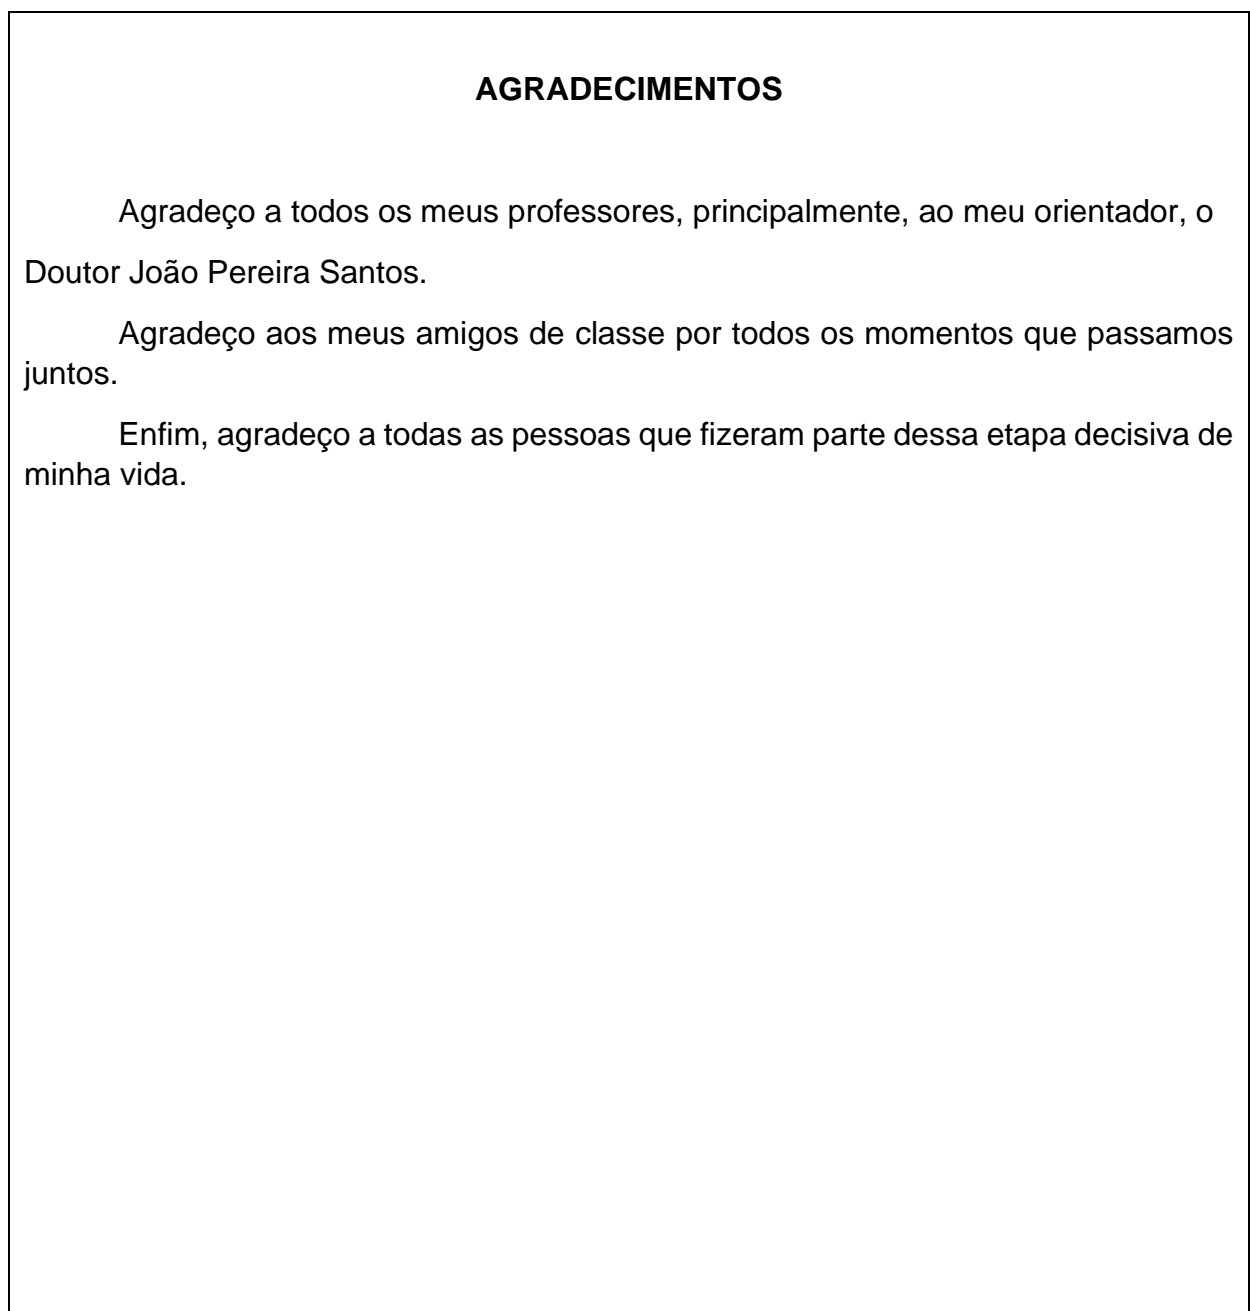 AGRADECIMENTOS
Agradeço a todos os meus professores, principalmente, ao meu orientador, o
Doutor João Pereira Santos.
Agradeço aos meus amigos de classe por todos os momentos que passamos
juntos.
Enfim, agradeço a todas as pessoas que fizeram parte dessa etapa decisiva de
minha vida.